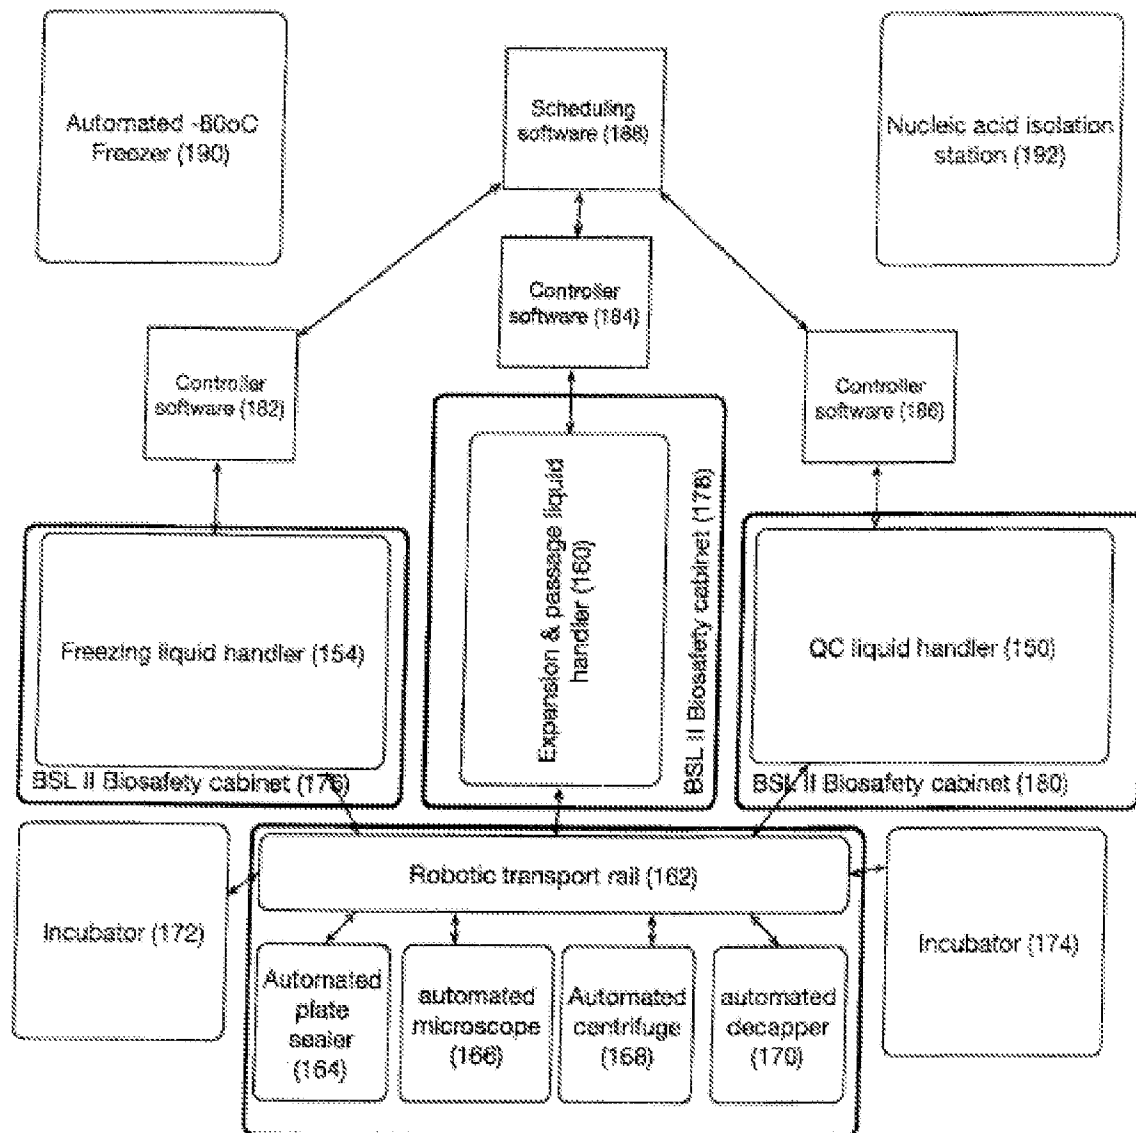 Automated -80oC
Freezer (190)
Scheduling
software (188)
Nucleic acid isolation
station (192)
Controller
software (184)
Controller
software (182)
Controller
software (186)
Freezing liquid handler (154)
BSL II Biosafety cabinet (176)
Expansion & passage liquid
handler (160)
BSL II Biosafety cabinet (178)
QC liquid handler (150)
BSL II Biosafety cabinet (180)
Robotic transport rail (162)
Incubator (172)
Incubator (174)
Automated
plate
sealer
(164)
automated
microscope
(166)
Automated
centrifuge
(168)
automated
decapper
(170)